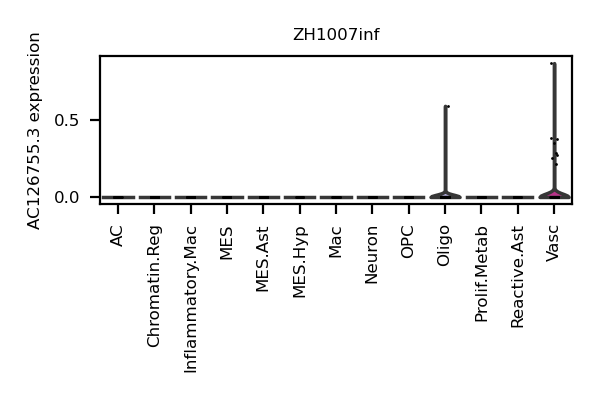 ZH1007inf
AC126755.3 expression
0.5
0.0
AC
Chromatin.Reg
Inflammatory.Mac
MES
MES.Ast
MES.Hyp
Mac
Neuron
OPC
Oligo
Prolif.Metab
Reactive.Ast
Vasc